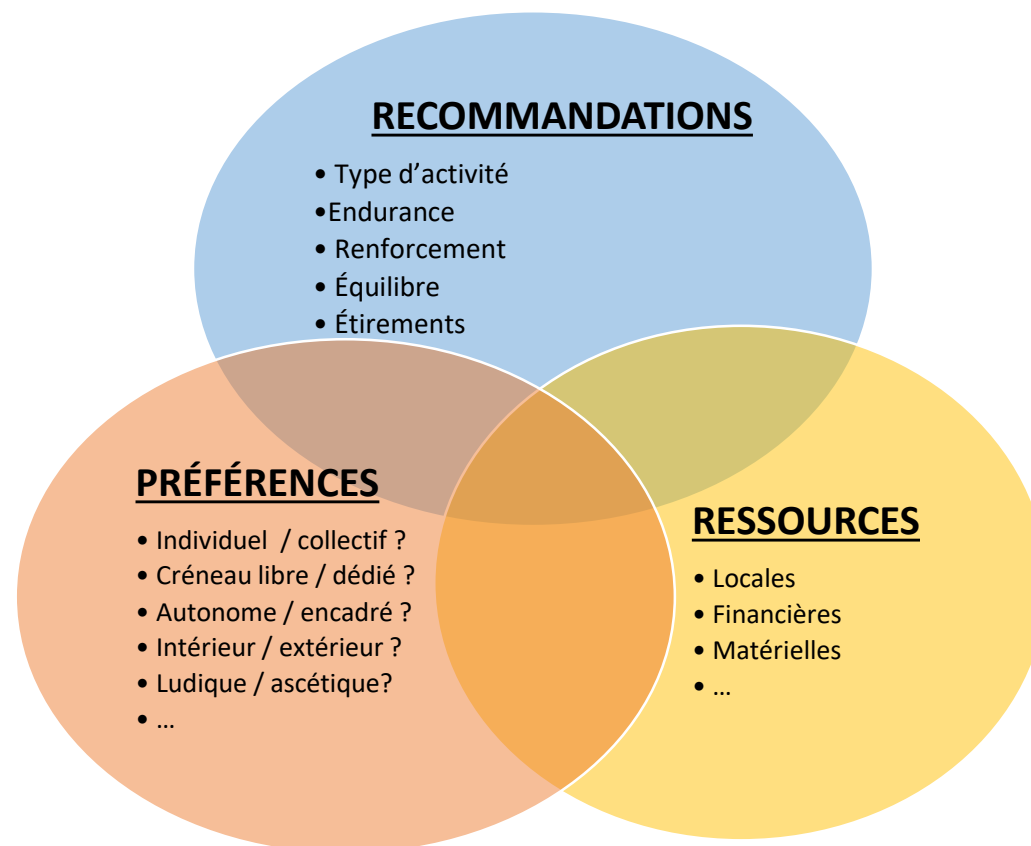 RECOMMANDATIONS
• Type d’activité
•Endurance
• Renforcement
• Équilibre
• Étirements
PRÉFÉRENCES
• Individuel / collectif ?
• Créneau libre / dédié ?
• Autonome / encadré ?
• Intérieur / extérieur ?
• Ludique / ascétique?
• ...
RESSOURCES
• Locales
• Financières
• Matérielles
• ...